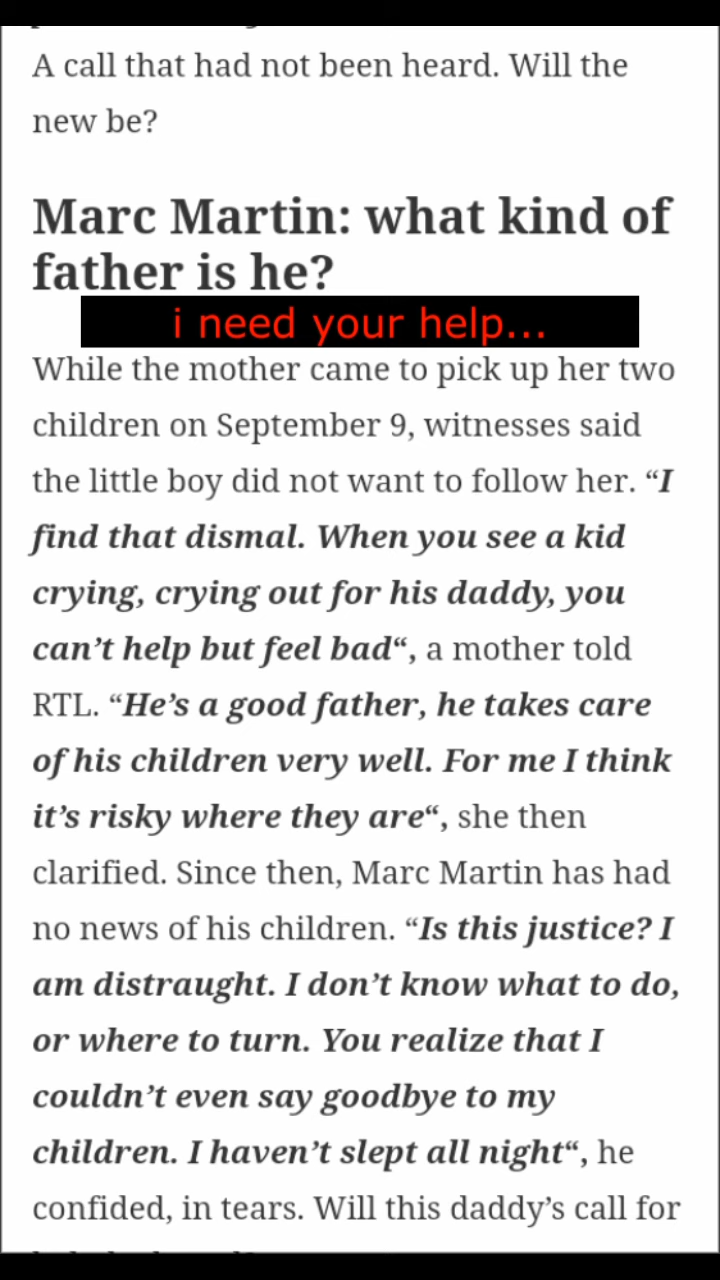 A call that had not been heard. Will the
new be?
Marc Martin: what kind of
father is he?
i need your help...
While the mother came to pick up her two
children on September 9, witnesses said
the little boy did not want to follow her. “I
find that dismal. When you see a kid
crying, crying out for his daddy, you
can’t help but feel bad“, a mother told
RTL. “He’s a good father, he takes care
of his children very well. For me I think
it’s risky where they are“, she then
clarified. Since then, Marc Martin has had
no news of his children. “Is this justice? I
am distraught. I don’t know what to do,
or where to turn. You realize that I
couldn’t even say goodbye to my
children. I haven’t slept all night“, he
confided, in tears. Will this daddy’s call for